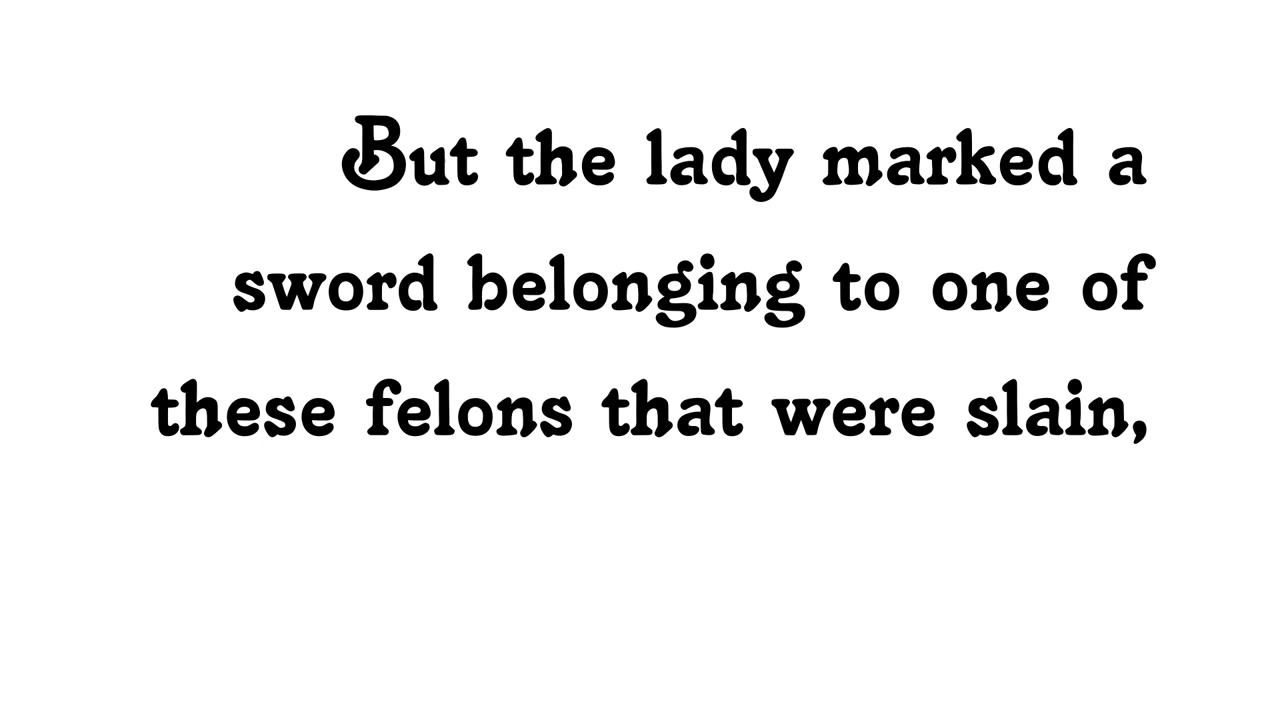 But the lady marked a
sword belonging to one of
these felons that were slain,